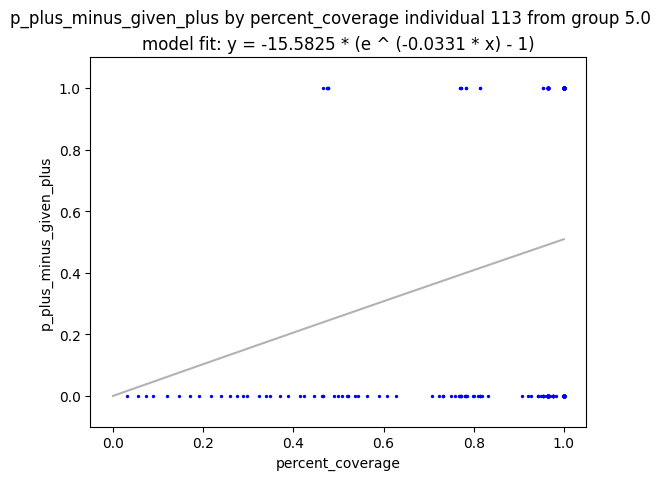 p_plus_minus_given_plus by percent_coverage individual 113 from group 5.0
model fit: y = -15.5825 * (e ^ (-0.0331 * x) - 1)
p_plus_minus_given_plus
1.0
0.8
0.6
0.4
0.2
0.0
0.0 0.2 0.4 0.6 0.8 1.0
percent_coverage